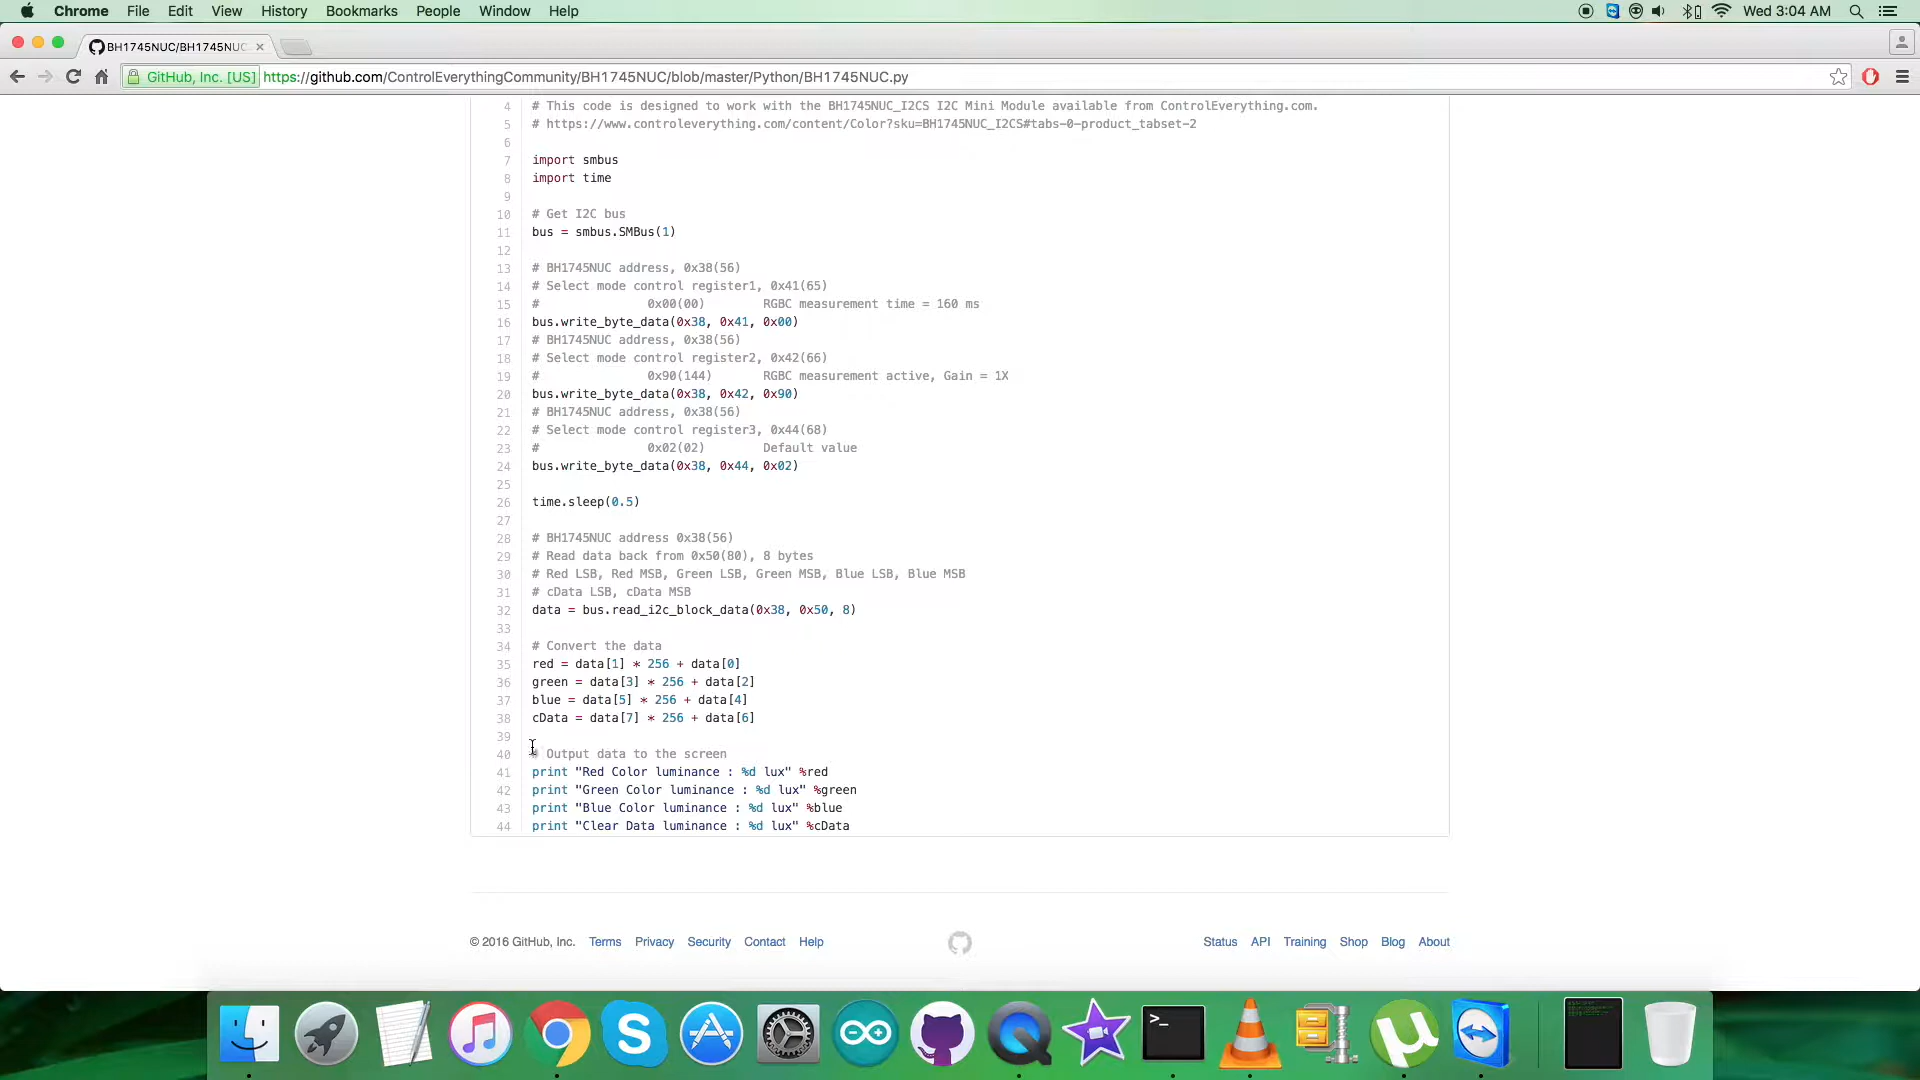 Chrome File Edit View History Bookmarks People Window Help Wed 3:04 AM
BH1745NUC/BH1745NUC
GitHub, Inc. [US] https://github.com/ControlEverythingCommunity/BH1745NUC/blob/master/Python/BH1745NUC.py
4 # This code is designed to work with the BH1745NUC_I2CS I2C Mini Module available from ControlEverything.com.
5 # https://www.controleverything.com/content/Color?sku=BH1745NUC_I2CS#tabs-0-product_tabset-2
6
7 import smbus
8 import time
9
10 # Get I2C bus
11 bus = smbus.SMBus(1)
12
13 # BH1745NUC address, 0x38(56)
14 # Select mode control register1, 0x41(65)
15 # 0x00(00) RGBC measurement time = 160 ms
16 bus.write_byte_data(0x38, 0x41, 0x00)
17 # BH1745NUC address, 0x38(56)
18 # Select mode control register2, 0x42(66)
19 # 0x90(144) RGBC measurement active, Gain = 1X
20 bus.write_byte_data(0x38, 0x42, 0x90)
21 # BH1745NUC address, 0x38(56)
22 # Select mode control register3, 0x44(68)
23 # 0x02(02) Default value
24 bus.write_byte_data(0x38, 0x44, 0x02)
25
26 time.sleep(0.5)
27
28 # BH1745NUC address 0x38(56)
29 # Read data back from 0x50(80), 8 bytes
30 # Red LSB, Red MSB, Green LSB, Green MSB, Blue LSB, Blue MSB
31 # cData LSB, cData MSB
32 data = bus.read_i2c_block_data(0x38, 0x50, 8)
33
34 # Convert the data
35 red = data[1] * 256 + data[0]
36 green = data[3] * 256 + data[2]
37 blue = data[5] * 256 + data[4]
38 cData = data[7] * 256 + data[6]
39
40 # Output data to the screen
41 print "Red Color luminance : %d lux" %red
42 print "Green Color luminance : %d lux" %green
43 print "Blue Color luminance : %d lux" %blue
44 print "Clear Data luminance : %d lux" %cData
© 2016 GitHub, Inc. Terms Privacy Security Contact Help Status API Training Shop Blog About